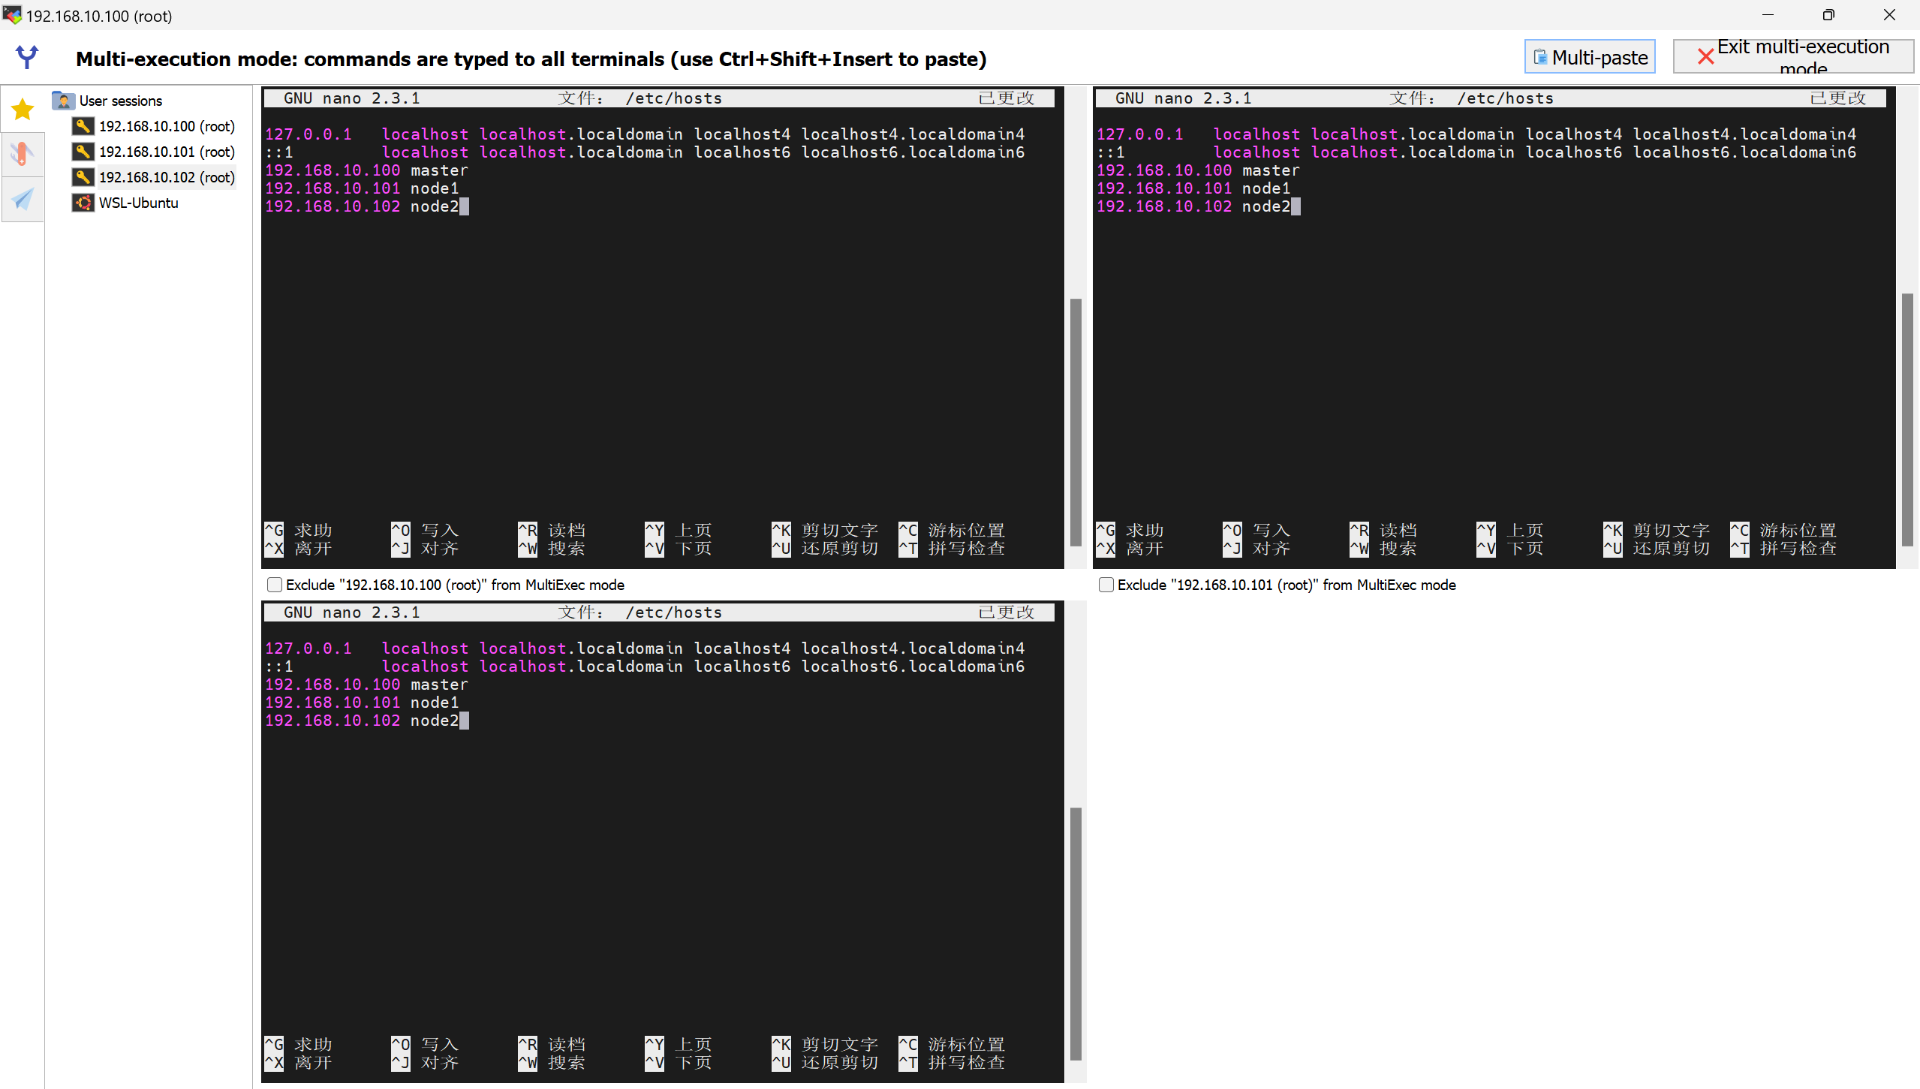 192.168.10.100 (root)
Multi-execution mode: commands are typed to all terminals (use Ctrl+Shift+Insert to paste)
Multi-paste
Exit multi-execution mode
User sessions
192.168.10.100 (root)
192.168.10.101 (root)
192.168.10.102 (root)
WSL-Ubuntu
GNU nano 2.3.1 文件： /etc/hosts 已更改
127.0.0.1 localhost localhost.localdomain localhost4 localhost4.localdomain4
::1 localhost localhost.localdomain localhost6 localhost6.localdomain6
192.168.10.100 master
192.168.10.101 node1
192.168.10.102 node2
^G 求助 ^O 写入 ^R 读档 ^Y 上页 ^K 剪切文字 ^C 游标位置
^X 离开 ^J 对齐 ^W 搜索 ^V 下页 ^U 还原剪切 ^T 拼写检查
Exclude "192.168.10.100 (root)" from MultiExec mode
GNU nano 2.3.1 文件： /etc/hosts 已更改
127.0.0.1 localhost localhost.localdomain localhost4 localhost4.localdomain4
::1 localhost localhost.localdomain localhost6 localhost6.localdomain6
192.168.10.100 master
192.168.10.101 node1
192.168.10.102 node2
^G 求助 ^O 写入 ^R 读档 ^Y 上页 ^K 剪切文字 ^C 游标位置
^X 离开 ^J 对齐 ^W 搜索 ^V 下页 ^U 还原剪切 ^T 拼写检查
Exclude "192.168.10.101 (root)" from MultiExec mode
GNU nano 2.3.1 文件： /etc/hosts 已更改
127.0.0.1 localhost localhost.localdomain localhost4 localhost4.localdomain4
::1 localhost localhost.localdomain localhost6 localhost6.localdomain6
192.168.10.100 master
192.168.10.101 node1
192.168.10.102 node2
^G 求助 ^O 写入 ^R 读档 ^Y 上页 ^K 剪切文字 ^C 游标位置
^X 离开 ^J 对齐 ^W 搜索 ^V 下页 ^U 还原剪切 ^T 拼写检查